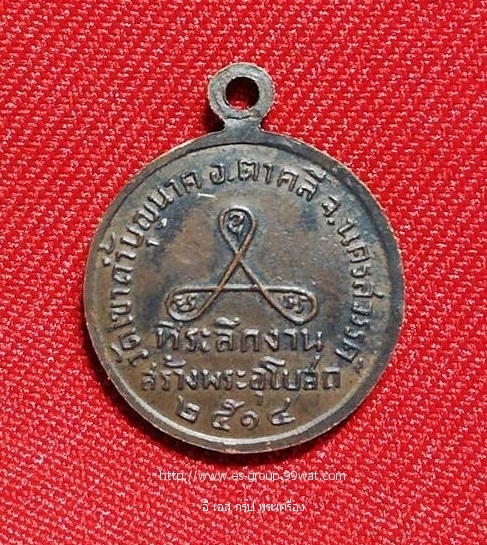 วัดเขาถ้ำบุญนาค อ.ตาคลี จ.นครสวรรค์
ที่ระลึกงาน
สร้างพระอุโบสถ
๒๕๑๔
http://www.es-group-99wat.com
อี เอส กรุ๊ป พระเครื่อง